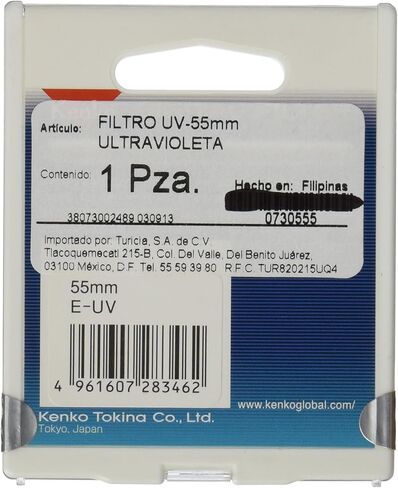 Artículo: FILTRO UV-55mm
ULTRAVIOLETA
Contenido: 1 Pza.
Hecho en: Filipinas
38073002489 030913
0730555
Importado por: Turicia, S.A. de C.V.
Tlacoquemecatl 215-B, Col. Del Valle, Del Benito Juárez,
03100 México, D.F. Tel. 55 59 39 80 R.F.C. TUR820215UQ4
55mm
E-UV
4 961607 283462
Kenko Tokina Co., Ltd.
Tokyo, Japan
www.kenkoglobal.com/